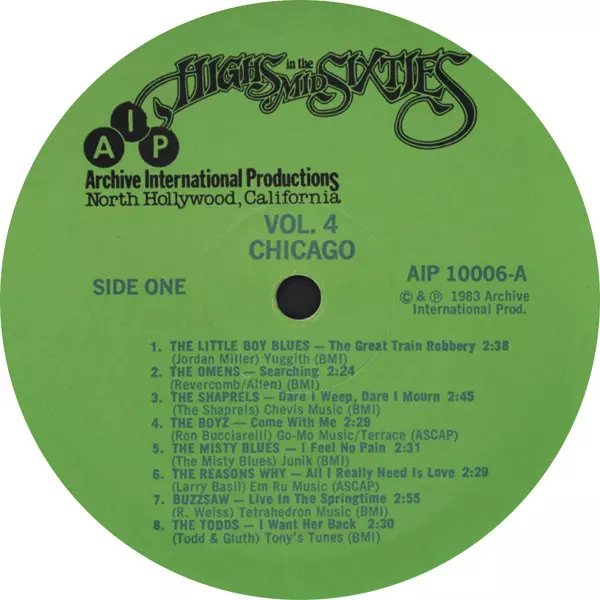 HIGHS in the MID SIXTIES
AIP
Archive International Productions
North Hollywood, California
VOL. 4
CHICAGO
SIDE ONE
AIP 10006-A
© & ℗ 1983 Archive
International Prod.
1. THE LITTLE BOY BLUES — The Great Train Robbery 2:38
(Jordan Miller) Yuggith (BMI)
2. THE OMENS — Searching 2:24
(Revercomb/Allen) (BMI)
3. THE SHAPRELS — Dare I Weep, Dare I Mourn 2:45
(The Shaprels) Chevis Music (BMI)
4. THE BOYZ — Come With Me 2:29
(Ron Bucciarelli) Go-Mo Music/Terrace (ASCAP)
5. THE MISTY BLUES — I Feel No Pain 2:31
(The Misty Blues) Junik (BMI)
6. THE REASONS WHY — All I Really Need Is Love 2:29
(Larry Basil) Em Ru Music (ASCAP)
7. BUZZSAW — Live In The Springtime 2:55
(R. Weiss) Tetrahedron Music (BMI)
8. THE TODDS — I Want Her Back 2:30
(Todd & Gluth) Tony's Tunes (BMI)